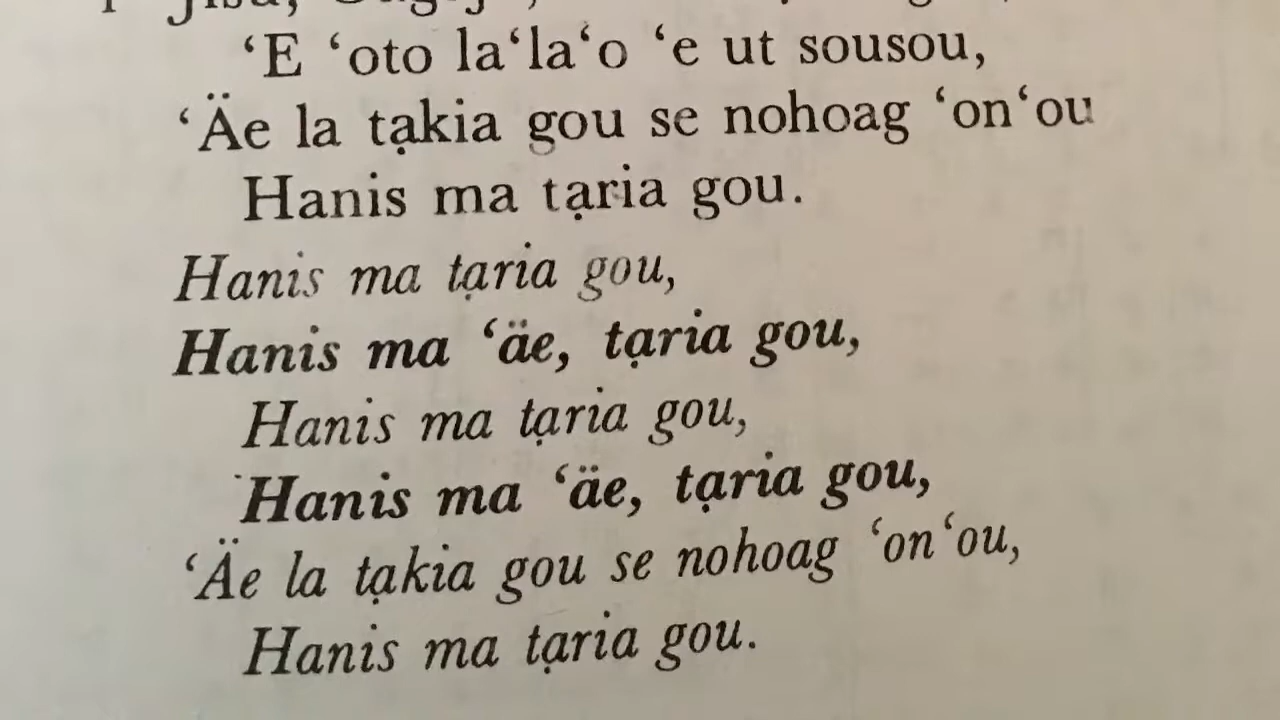 ‘E ‘oto la‘la‘o ‘e ut sousou,
‘Äe la tạkia gou se nohoag ‘on‘ou
Hanis ma tạria gou.
Hanis ma tạria gou,
Hanis ma ‘äe, tạria gou,
Hanis ma tạria gou,
Hanis ma ‘äe, tạria gou,
‘Äe la tạkia gou se nohoag ‘on‘ou,
Hanis ma tạria gou.